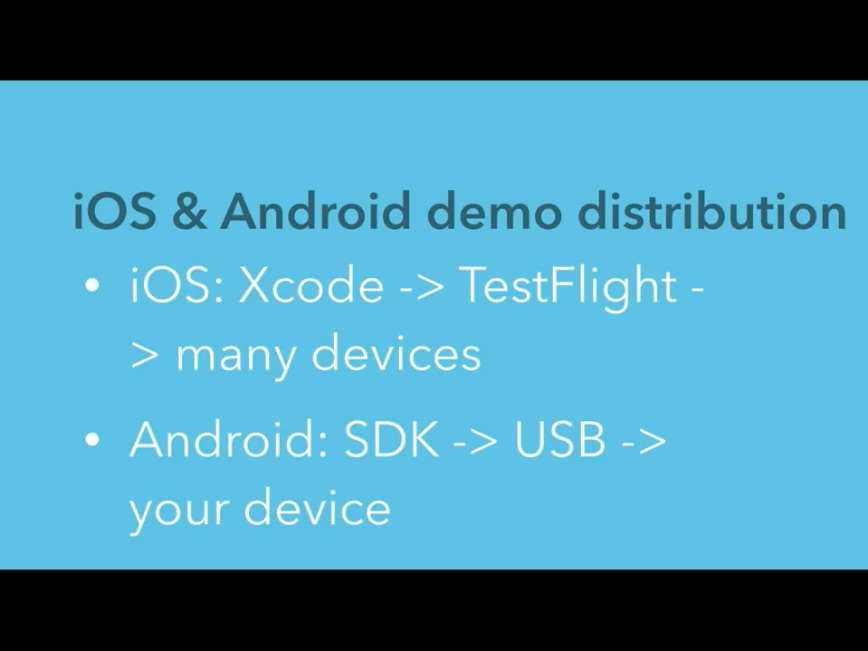 iOS & Android demo distribution
• iOS: Xcode -> TestFlight -
> many devices
• Android: SDK -> USB ->
your device